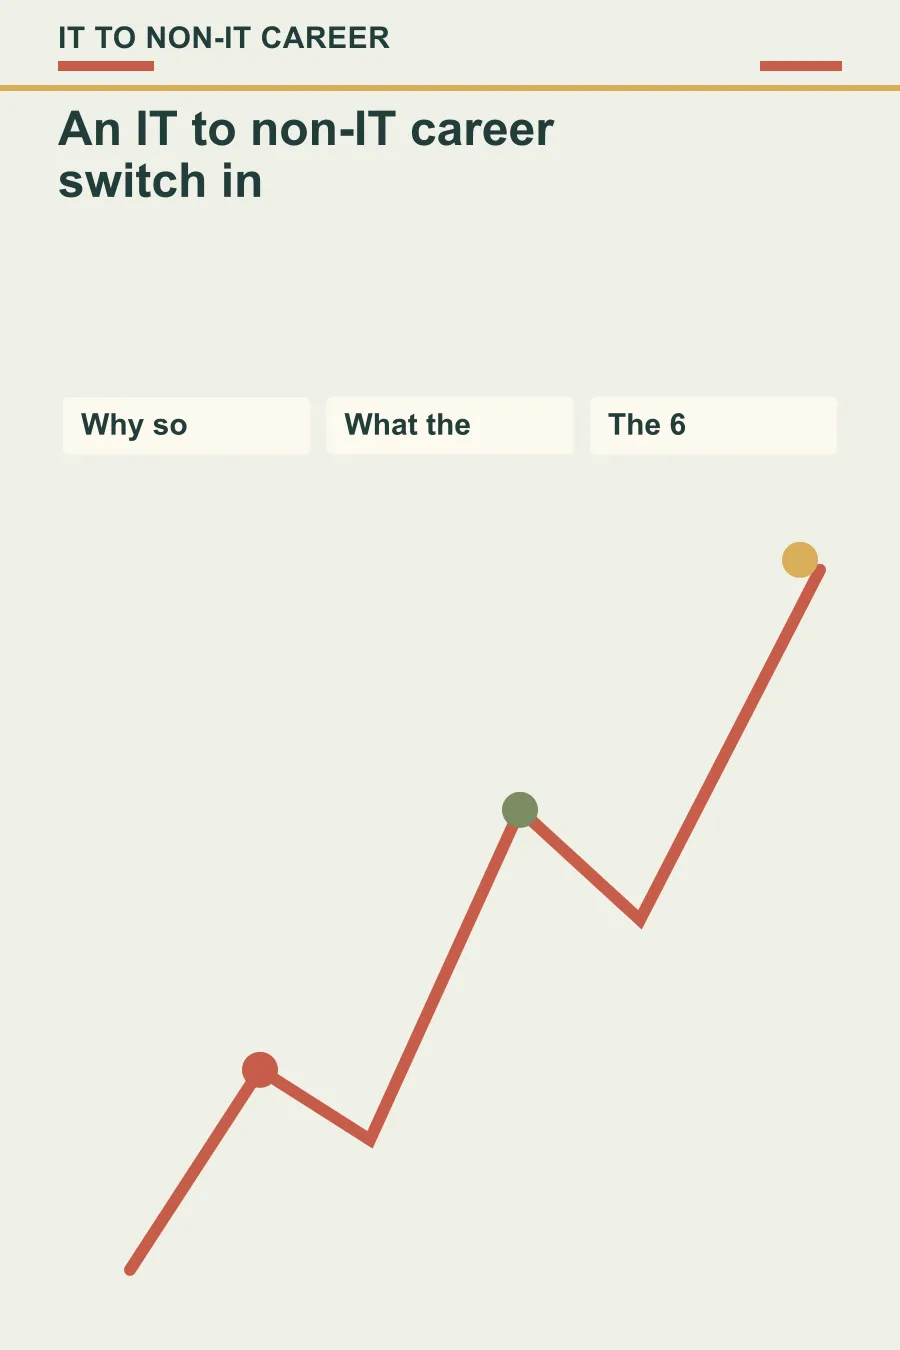 IT TO NON-IT CAREER
An IT to non-IT career
switch in
Why so
What the
The 6